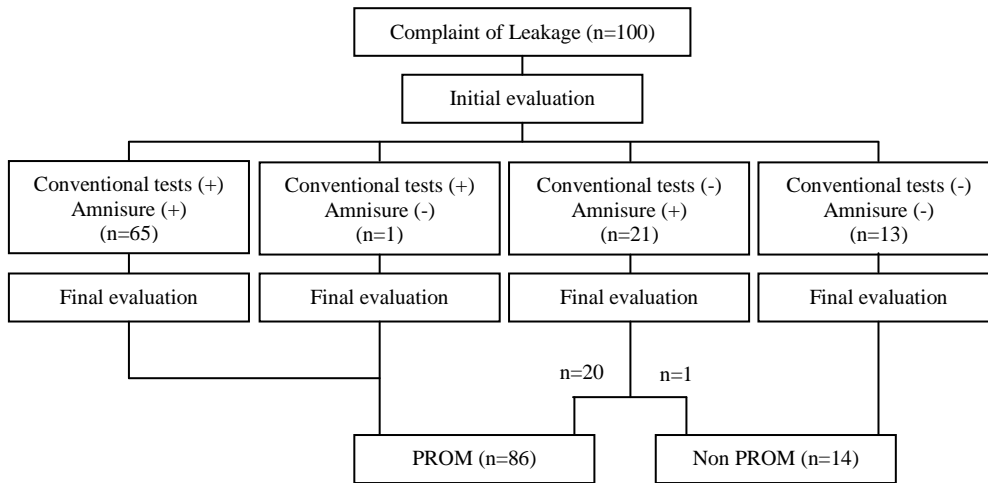 Complaint of Leakage (n=100)
Initial evaluation
Conventional tests (+)
Amnisure (+)
(n=65)
Conventional tests (+)
Amnisure (-)
(n=1)
Conventional tests (-)
Amnisure (+)
(n=21)
Conventional tests (-)
Amnisure (-)
(n=13)
Final evaluation
Final evaluation
Final evaluation
Final evaluation
n=20
n=1
PROM (n=86)
Non PROM (n=14)